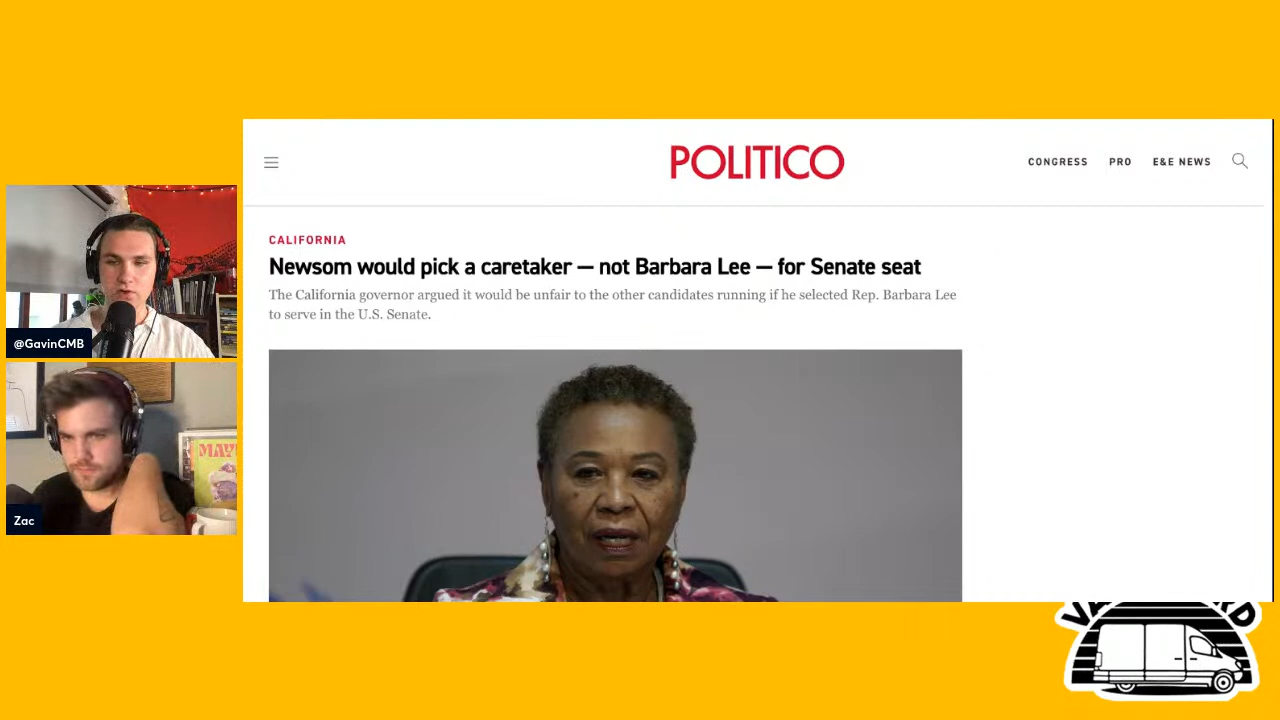 POLITICO
CONGRESS PRO E&E NEWS
CALIFORNIA
Newsom would pick a caretaker — not Barbara Lee — for Senate seat
The California governor argued it would be unfair to the other candidates running if he selected Rep. Barbara Lee
to serve in the U.S. Senate.
@GavinCMB
Zac